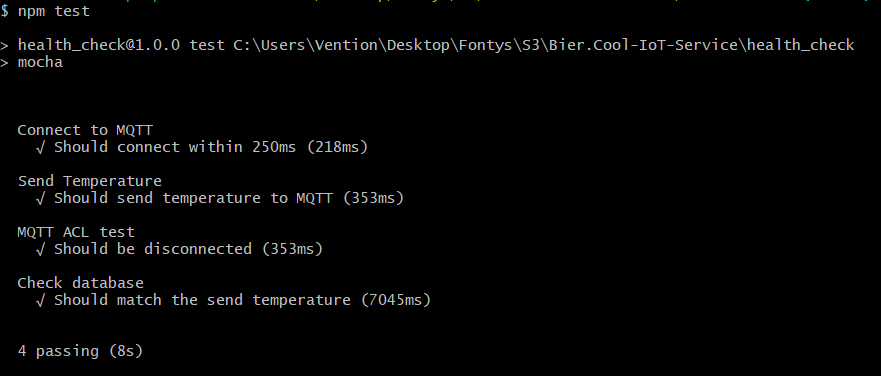 $ npm test
> health_check@1.0.0 test C:\Users\Vention\Desktop\Fontys\S3\Bier.Cool-IoT-Service\health_check
> mocha
Connect to MQTT
√ Should connect within 250ms (218ms)
Send Temperature
√ Should send temperature to MQTT (353ms)
MQTT ACL test
√ Should be disconnected (353ms)
Check database
√ Should match the send temperature (7045ms)
4 passing (8s)